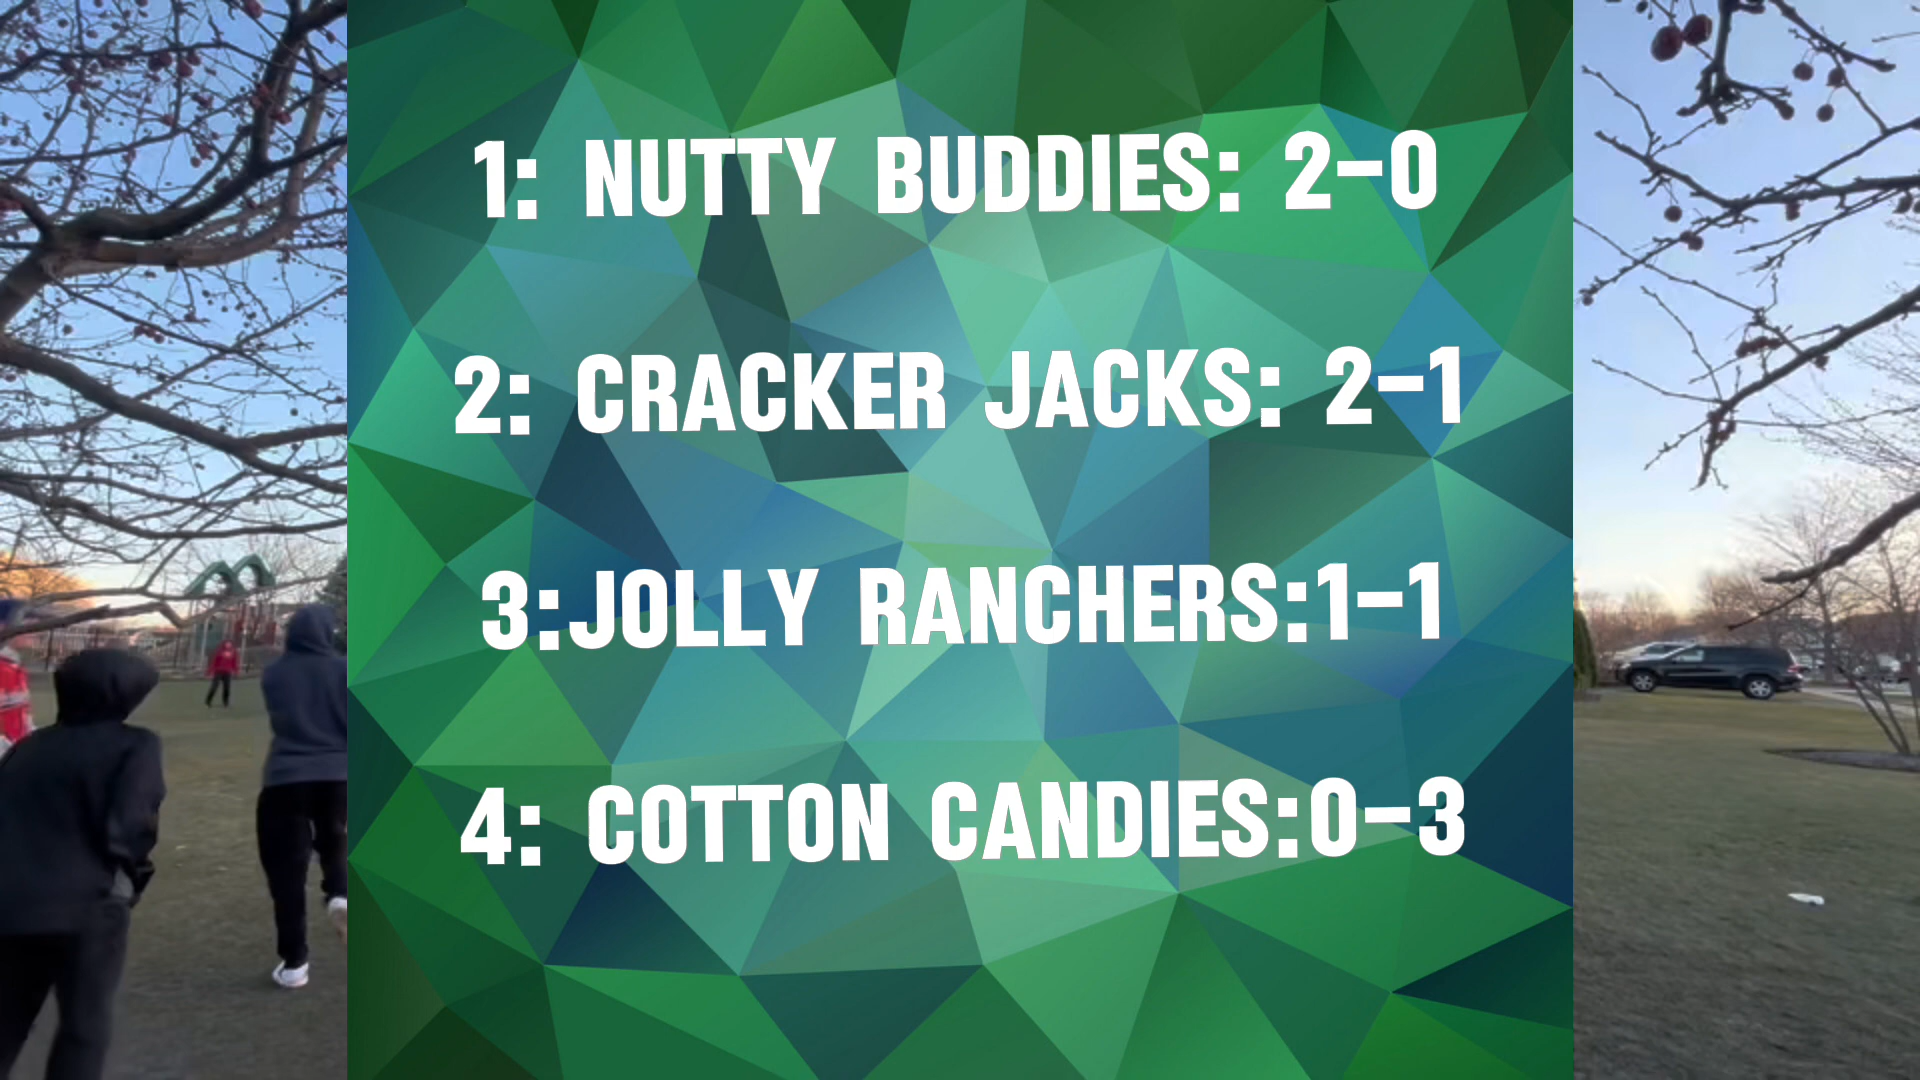 1: NUTTY BUDDIES: 2-0
2: CRACKER JACKS: 2-1
3:JOLLY RANCHERS:1-1
4: COTTON CANDIES:0-3